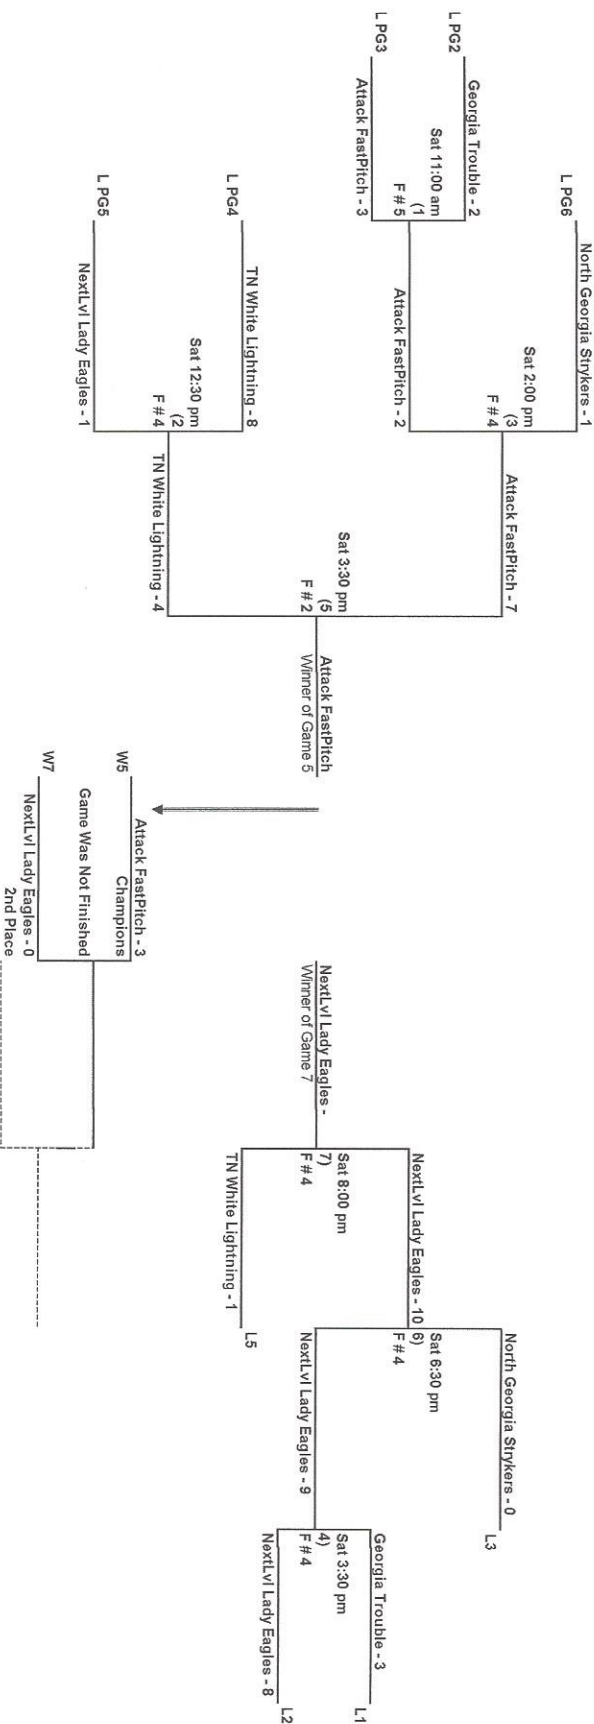 L PG6
North Georgia Strykers - 1
Sat 2:00 pm
(3
F # 4
L PG2
Georgia Trouble - 2
Sat 11:00 am
(1
F # 5
L PG3
Attack FastPitch - 3
Attack FastPitch - 2
Attack FastPitch - 7
L PG4
TN White Lightning - 8
Sat 12:30 pm
(2
F # 4
L PG5
NextLvl Lady Eagles - 1
TN White Lightning - 4
Sat 3:30 pm
(5
F # 2
Attack FastPitch
Winner of Game 5
W5
Attack FastPitch - 3
Champions
Game Was Not Finished
W7
NextLvl Lady Eagles - 0
2nd Place
NextLvl Lady Eagles -
Winner of Game 7
NextLvl Lady Eagles - 10
Sat 8:00 pm
7)
F # 4
TN White Lightning - 1
L5
North Georgia Strykers - 0
L3
Sat 6:30 pm
6)
F # 4
NextLvl Lady Eagles - 9
Georgia Trouble - 3
L1
Sat 3:30 pm
4)
F # 4
NextLvl Lady Eagles - 8
L2